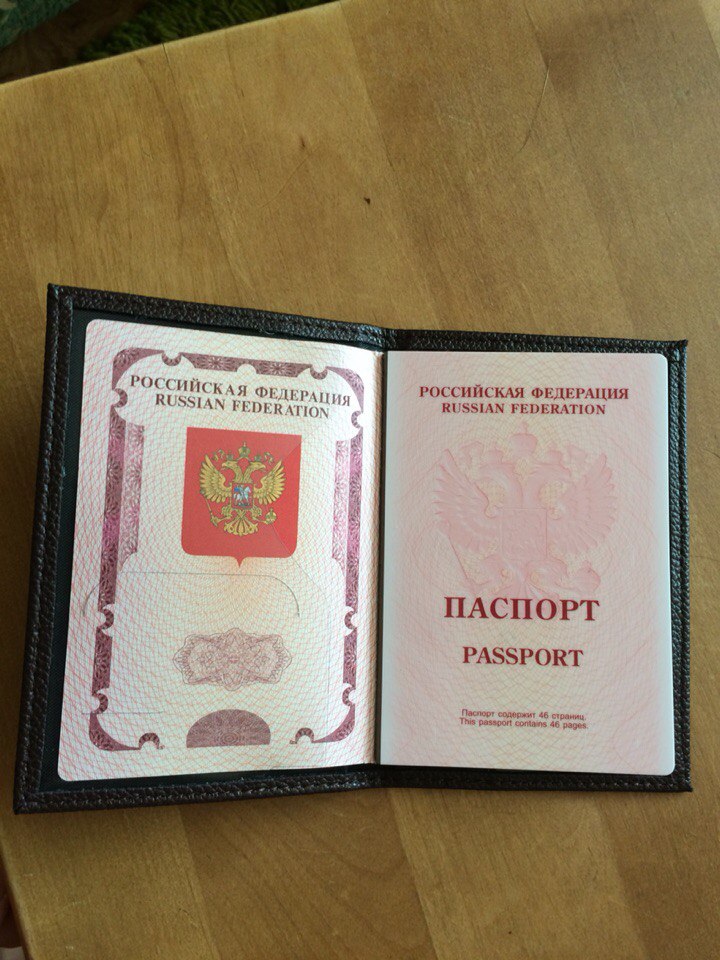 РОССИЙСКАЯ ФЕДЕРАЦИЯ
RUSSIAN FEDERATION
РОССИЙСКАЯ ФЕДЕРАЦИЯ
RUSSIAN FEDERATION
ПАСПОРТ
PASSPORT
Паспорт содержит 46 страниц.
This passport contains 46 pages.